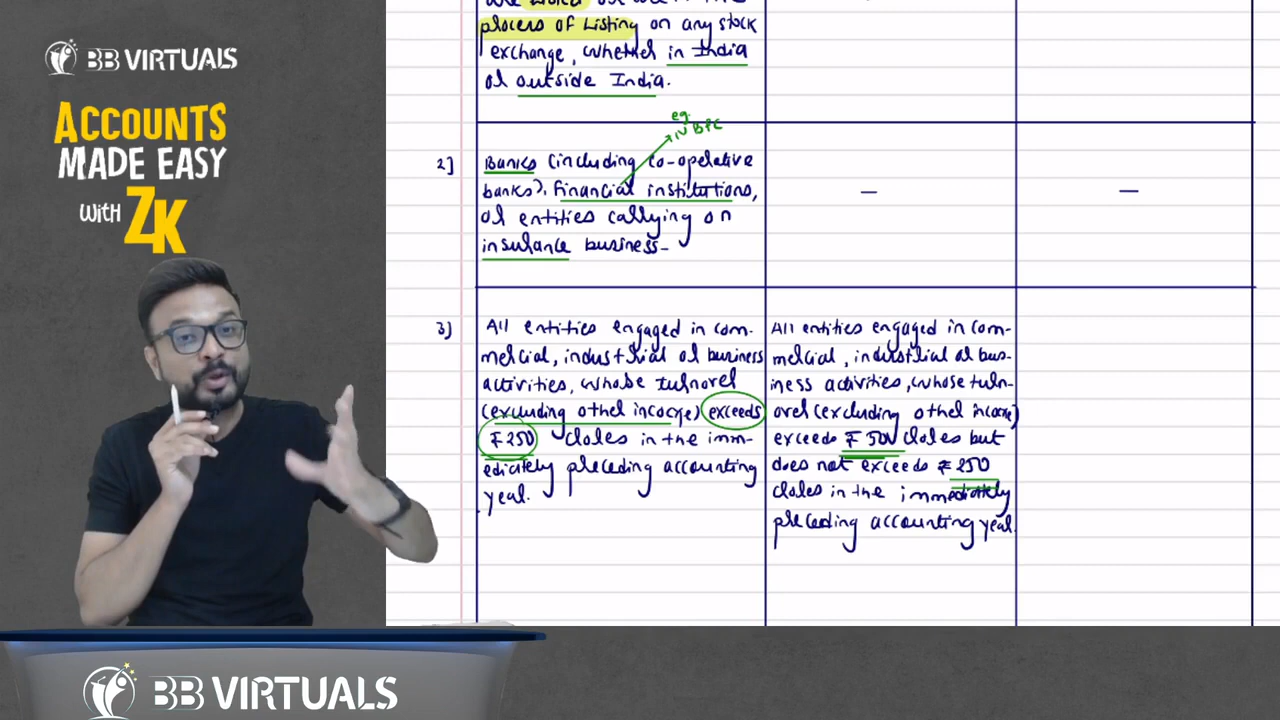 BB VIRTUALS
ACCOUNTS
MADE EASY
with ZK
process of Listing on any stock
exchange, whether in India
or outside India.
eg.
2]
Banks (including co-operative
banks), Financial institutions,
or entities carrying on
insurance business-
—
—
3]
All entities engaged in com-
mercial, industrial or business
activities, whose turnover
(excluding other income) exceeds
₹250 crores in the imm-
ediately preceding accounting
year.
All entities engaged in com-
mercial, industrial or bus-
iness activities, whose turn-
over (excluding other income)
exceeds ₹ 50 crores but
does not exceeds ₹ 250
crores in the immediately
preceding accounting year.
BB VIRTUALS